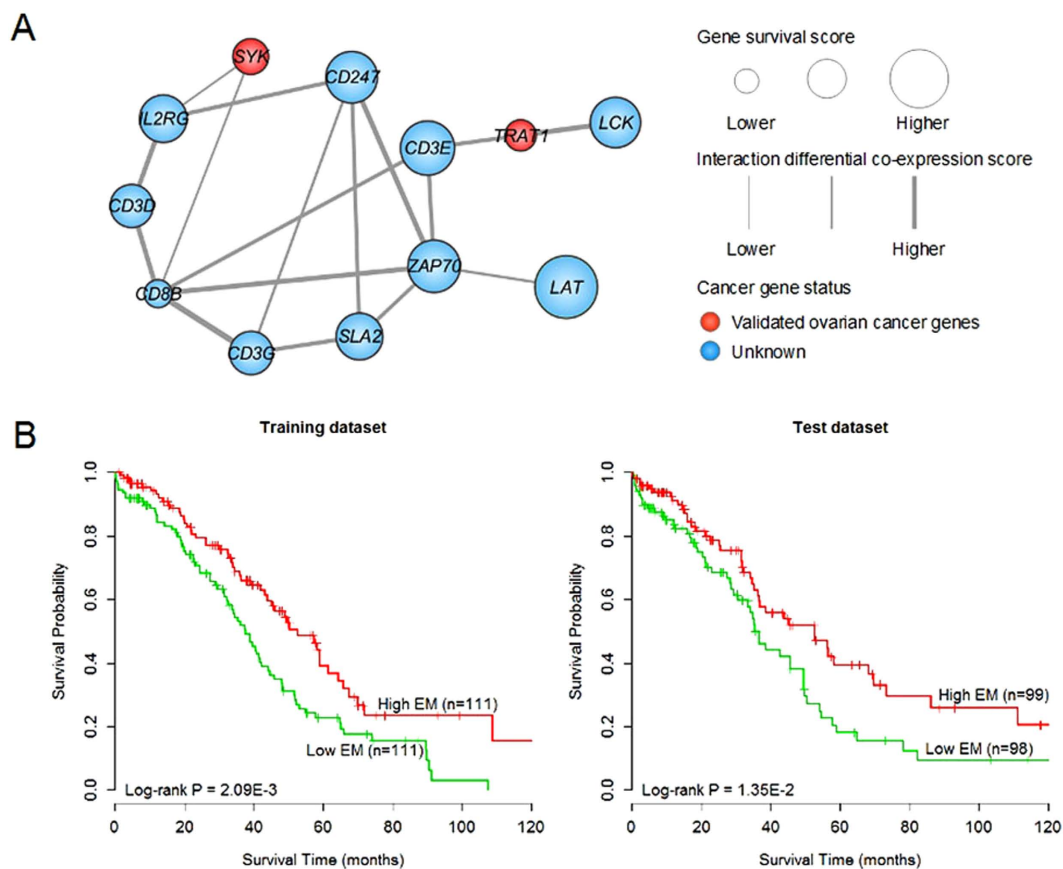 A
SYK
CD247
IL2RG
TRAT1
LCK
CD3E
CD3D
ZAP70
CD8B
LAT
SLA2
CD3G
Gene survival score
Lower Higher
Interaction differential co-expression score
Lower Higher
Cancer gene status
Validated ovarian cancer genes
Unknown
B
Training dataset
Survival Probability
1.0
0.8
0.6
0.4
0.2
0.0
High EM (n=111)
Low EM (n=111)
Log-rank P = 2.09E-3
0 20 40 60 80 100 120
Survival Time (months)
Test dataset
Survival Probability
1.0
0.8
0.6
0.4
0.2
0.0
High EM (n=99)
Low EM (n=98)
Log-rank P = 1.35E-2
0 20 40 60 80 100 120
Survival Time (months)